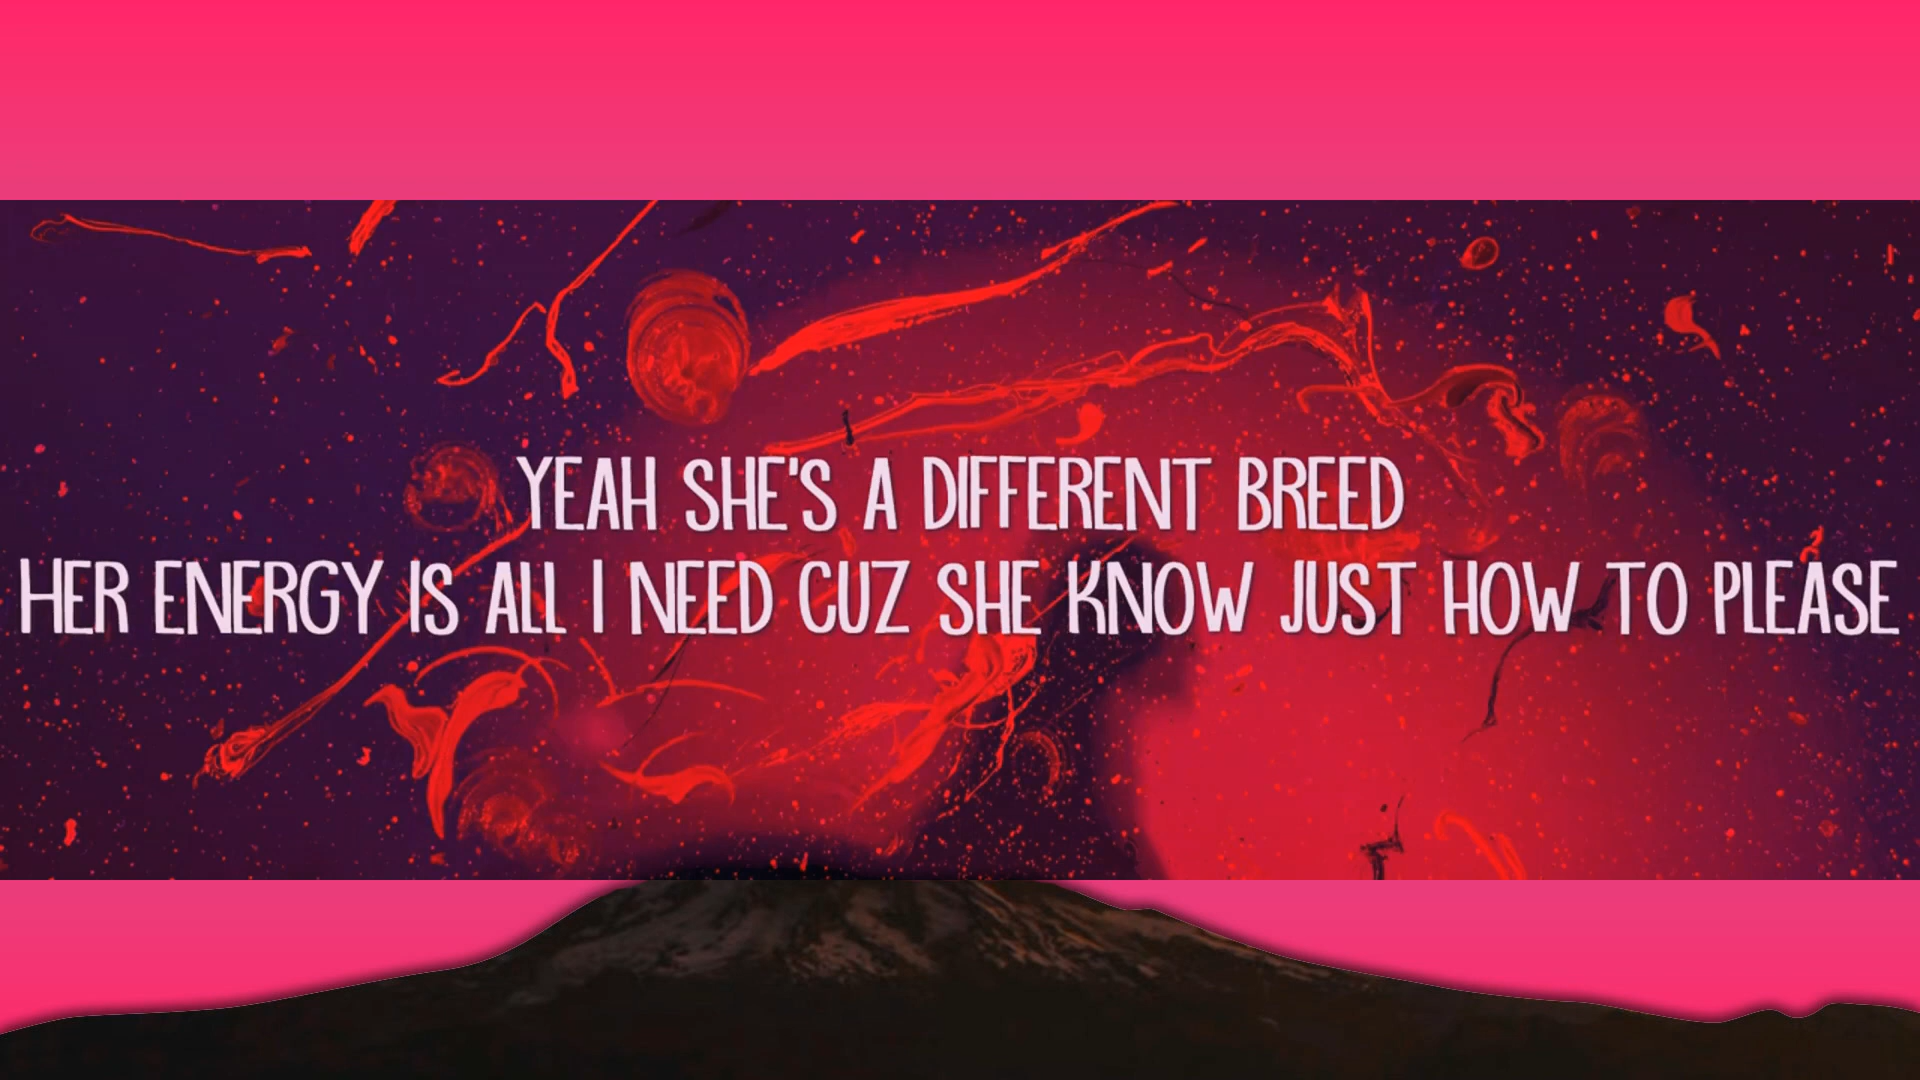 YEAH SHE'S A DIFFERENT BREED
HER ENERGY IS ALL I NEED CUZ SHE KNOW JUST HOW TO PLEASE